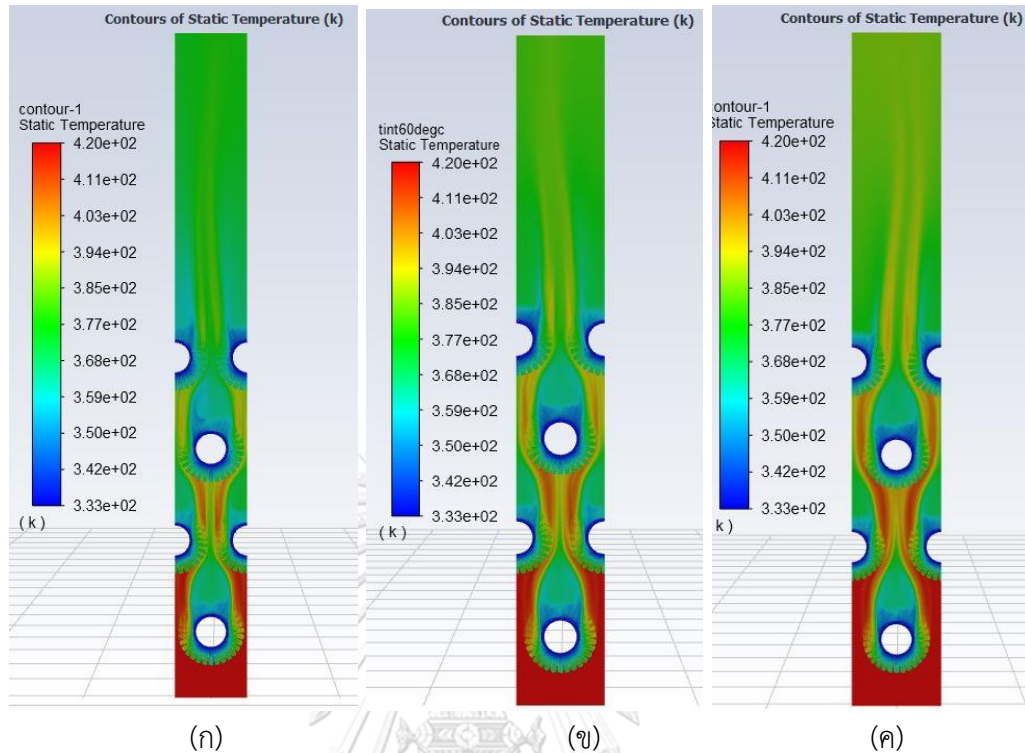 Contours of Static Temperature (k)
contour-1
Static Temperature
4.20e+02
4.11e+02
4.03e+02
3.94e+02
3.85e+02
3.77e+02
3.68e+02
3.59e+02
3.50e+02
3.42e+02
3.33e+02
( k )
(ก)
Contours of Static Temperature (k)
tint60degc
Static Temperature
4.20e+02
4.11e+02
4.03e+02
3.94e+02
3.85e+02
3.77e+02
3.68e+02
3.59e+02
3.50e+02
3.42e+02
3.33e+02
( k )
(ข)
Contours of Static Temperature (k)
ontour-1
Static Temperature
4.20e+02
4.11e+02
4.03e+02
3.94e+02
3.85e+02
3.77e+02
3.68e+02
3.59e+02
3.50e+02
3.42e+02
3.33e+02
k )
(ค)